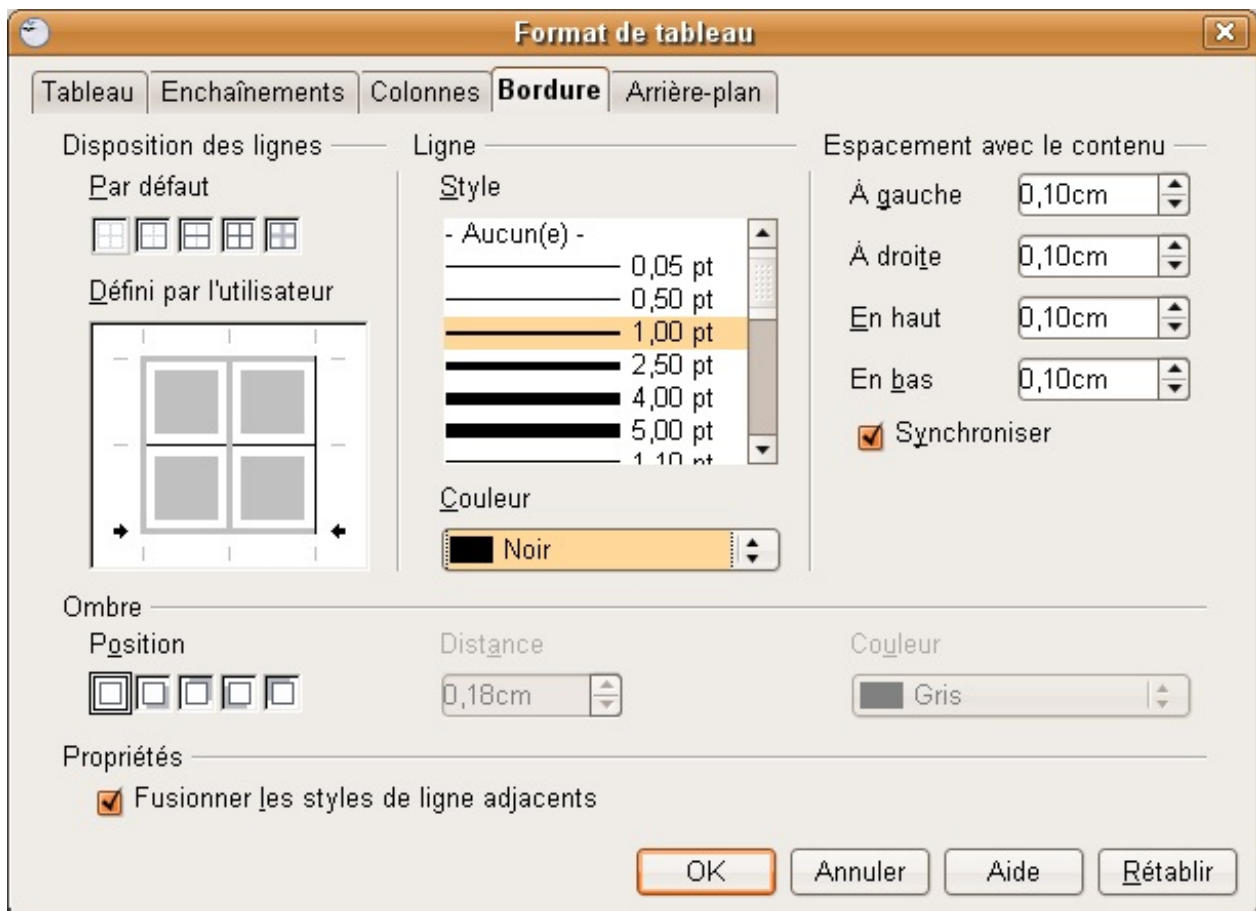 Format de tableau
Tableau Enchaînements Colonnes Bordure Arrière-plan
Disposition des lignes
Par défaut
Défini par l'utilisateur
Ligne
Style
- Aucun(e) -
0,05 pt
0,50 pt
1,00 pt
2,50 pt
4,00 pt
5,00 pt
1,10 pt
Couleur
Noir
Espacement avec le contenu
À gauche 0,10cm
À droite 0,10cm
En haut 0,10cm
En bas 0,10cm
Synchroniser
Ombre
Position
Distance
0,18cm
Couleur
Gris
Propriétés
Fusionner les styles de ligne adjacents
OK Annuler Aide Rétablir